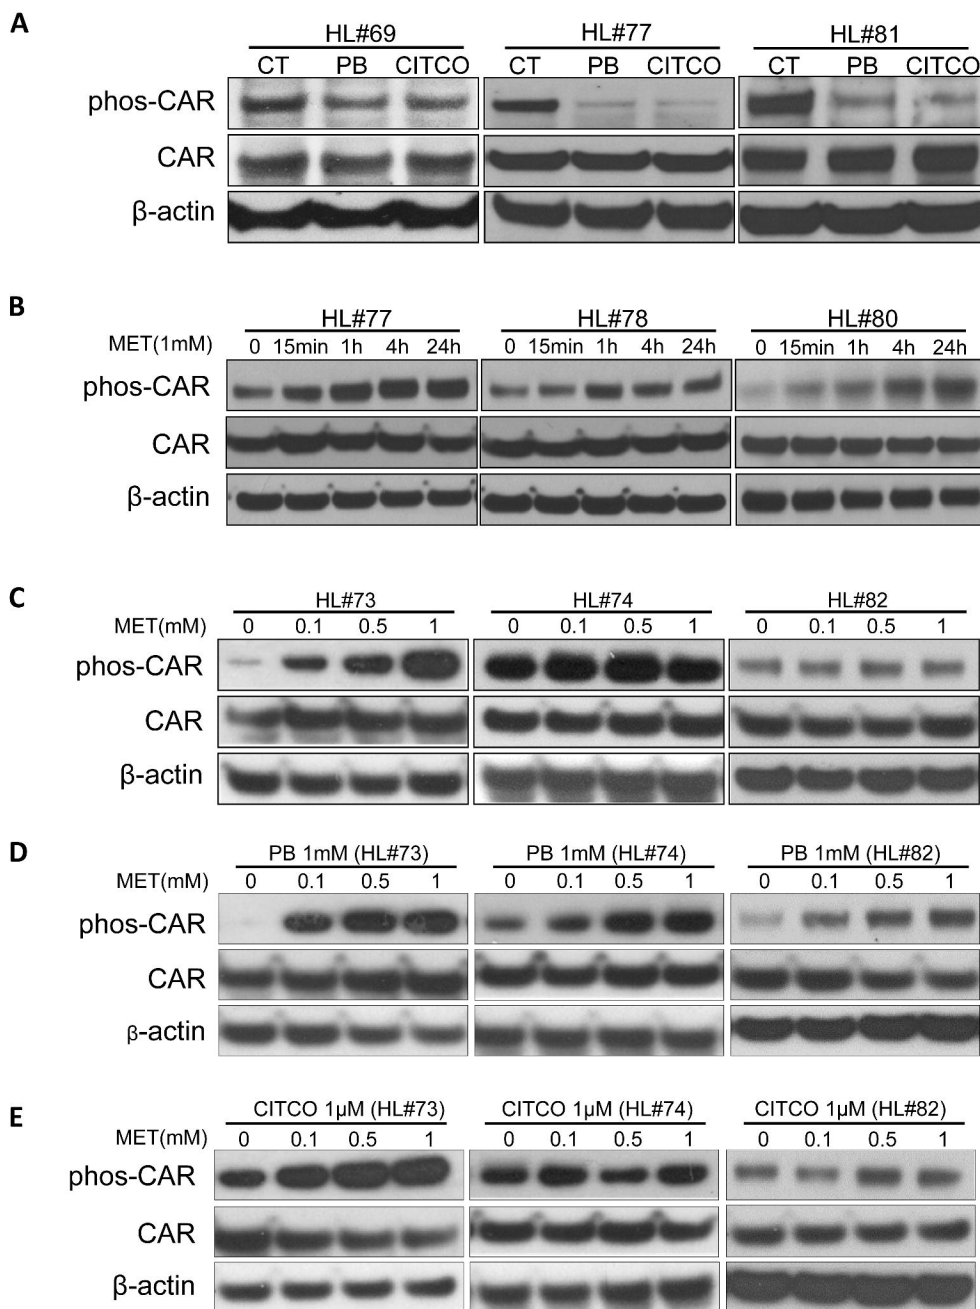 A
HL#69 HL#77 HL#81
CT PB CITCO CT PB CITCO CT PB CITCO
phos-CAR
CAR
β-actin
B
HL#77 HL#78 HL#80
MET(1mM) 0 15min 1h 4h 24h 0 15min 1h 4h 24h 0 15min 1h 4h 24h
phos-CAR
CAR
β-actin
C
HL#73 HL#74 HL#82
MET(mM) 0 0.1 0.5 1 0 0.1 0.5 1 0 0.1 0.5 1
phos-CAR
CAR
β-actin
D
PB 1mM (HL#73) PB 1mM (HL#74) PB 1mM (HL#82)
MET(mM) 0 0.1 0.5 1 0 0.1 0.5 1 0 0.1 0.5 1
phos-CAR
CAR
β-actin
E
CITCO 1µM (HL#73) CITCO 1µM (HL#74) CITCO 1µM (HL#82)
MET(mM) 0 0.1 0.5 1 0 0.1 0.5 1 0 0.1 0.5 1
phos-CAR
CAR
β-actin